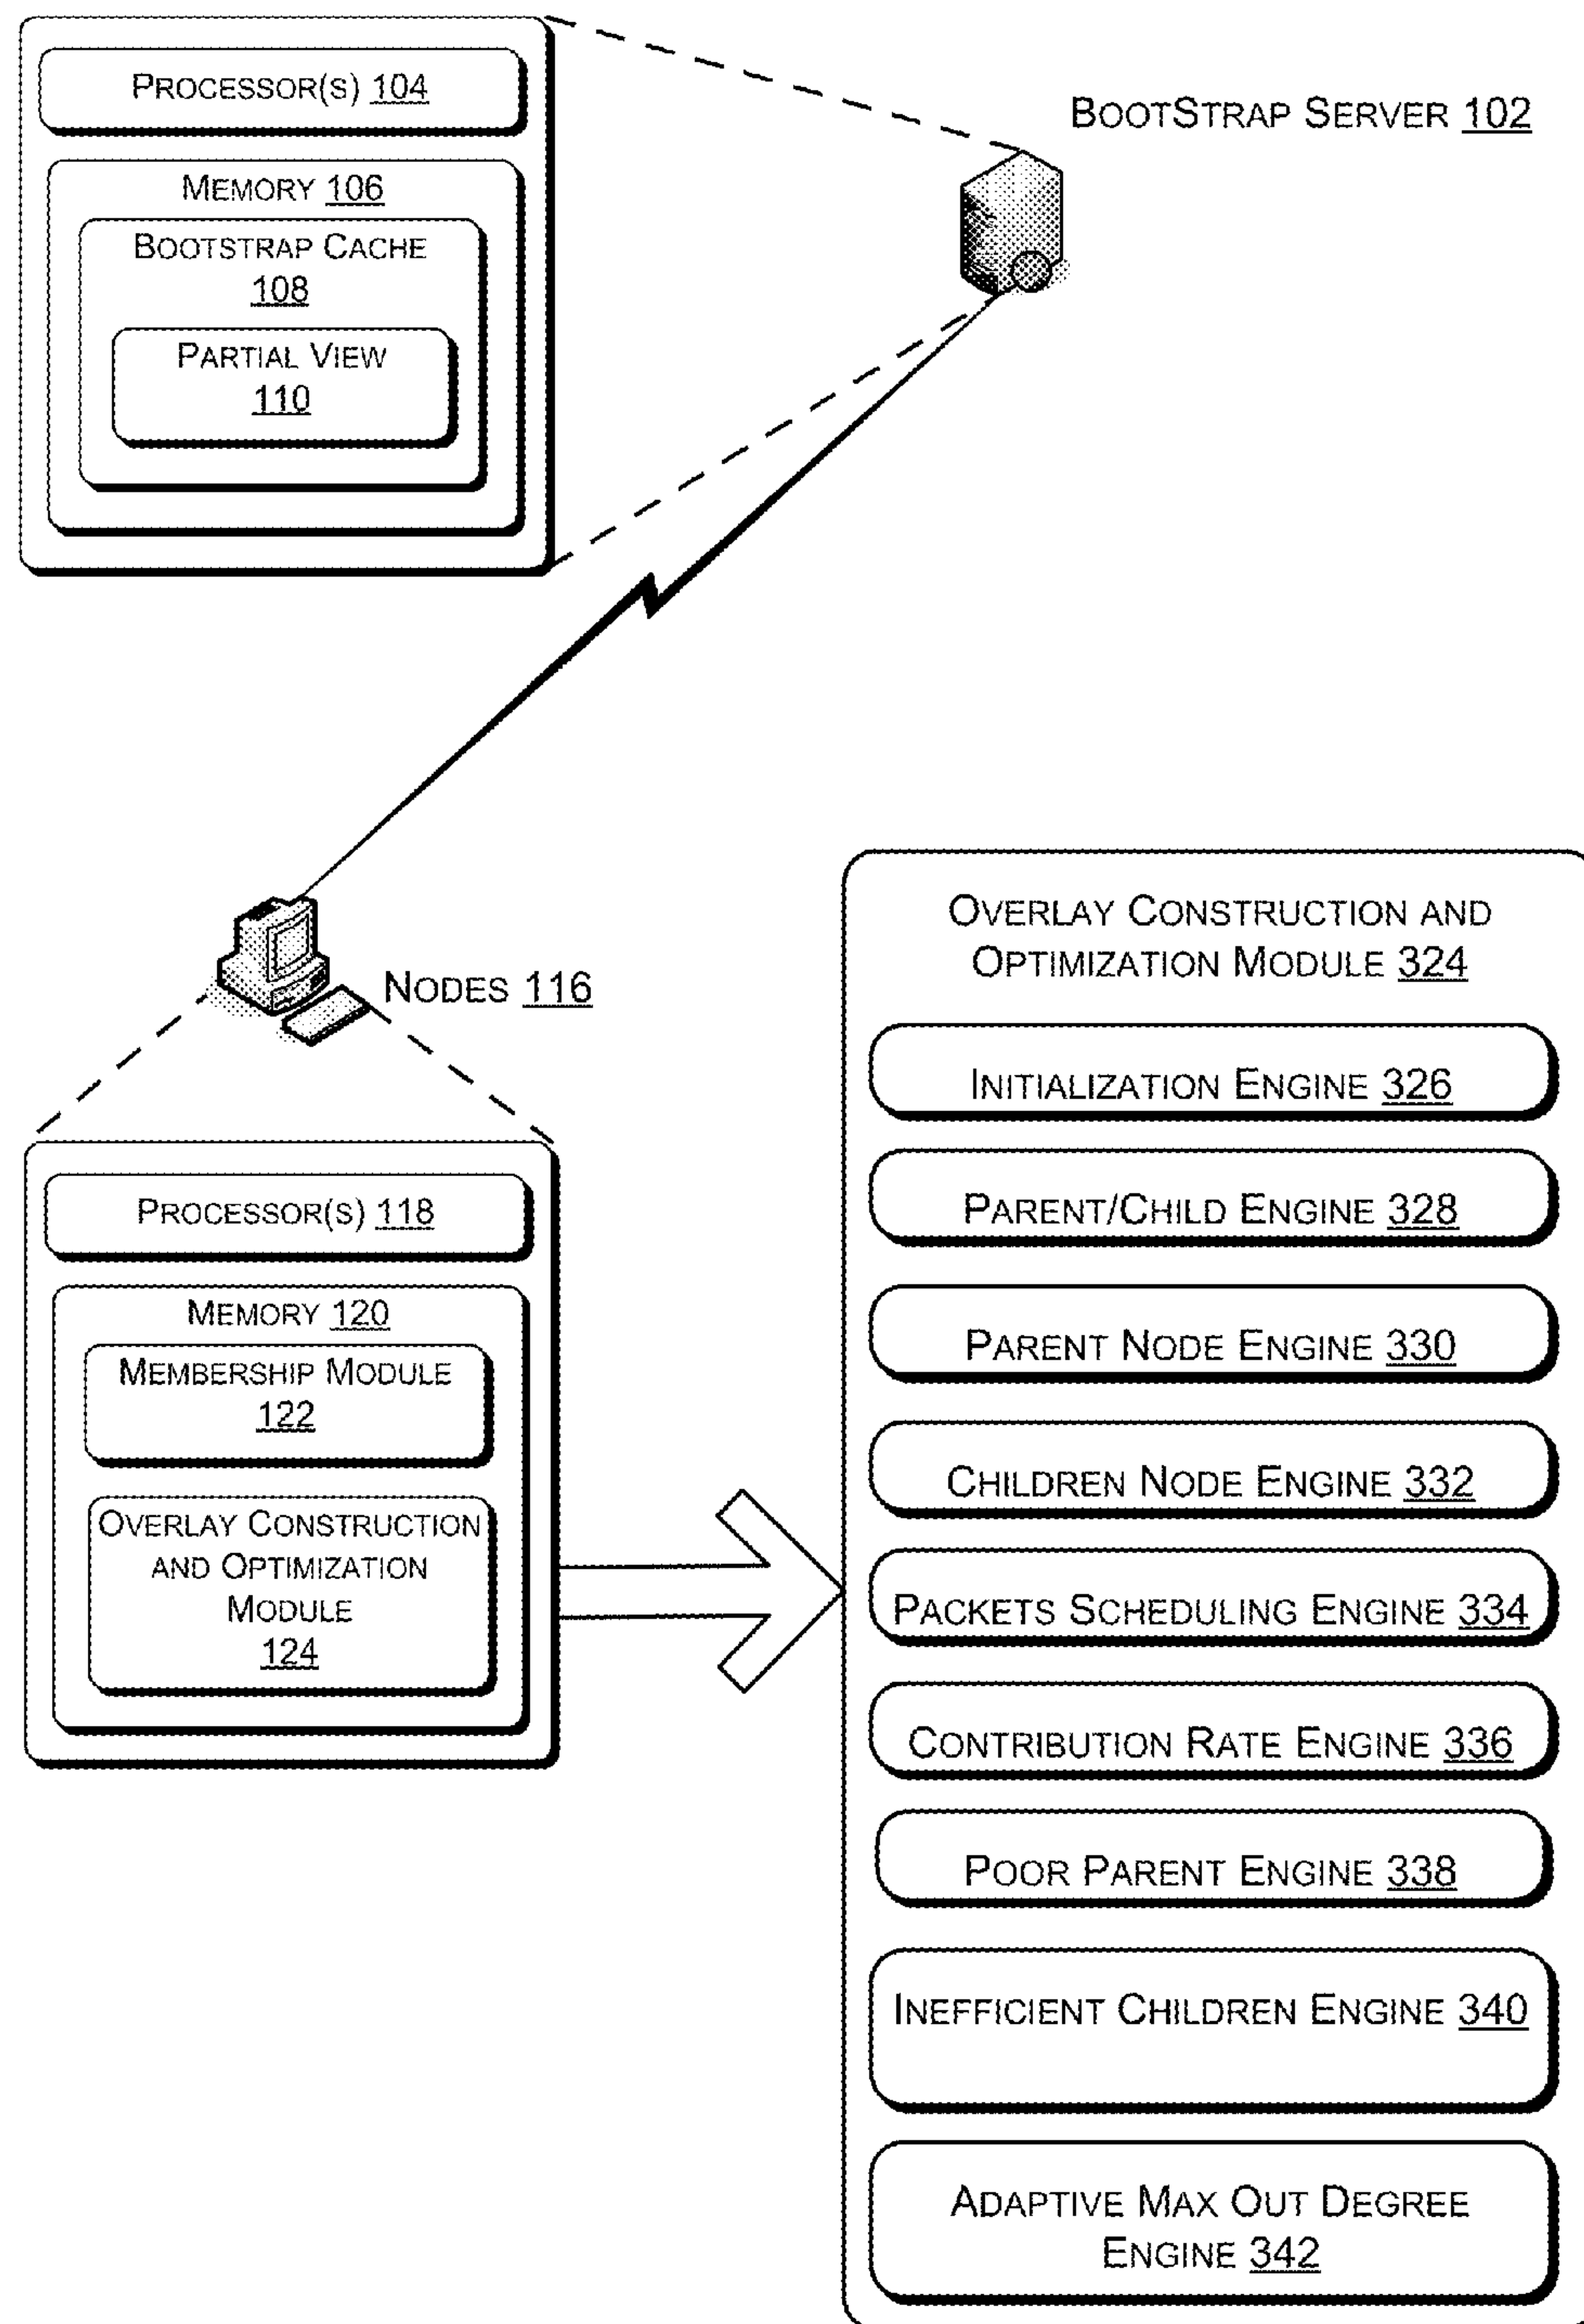 PROCESSOR(S) 104
MEMORY 106
BOOTSTRAP CACHE
108
PARTIAL VIEW
110
BOOTSTRAP SERVER 102
NODES 116
PROCESSOR(S) 118
MEMORY 120
MEMBERSHIP MODULE
122
OVERLAY CONSTRUCTION
AND OPTIMIZATION
MODULE
124
OVERLAY CONSTRUCTION AND
OPTIMIZATION MODULE 324
INITIALIZATION ENGINE 326
PARENT/CHILD ENGINE 328
PARENT NODE ENGINE 330
CHILDREN NODE ENGINE 332
PACKETS SCHEDULING ENGINE 334
CONTRIBUTION RATE ENGINE 336
POOR PARENT ENGINE 338
INEFFICIENT CHILDREN ENGINE 340
ADAPTIVE MAX OUT DEGREE
ENGINE 342